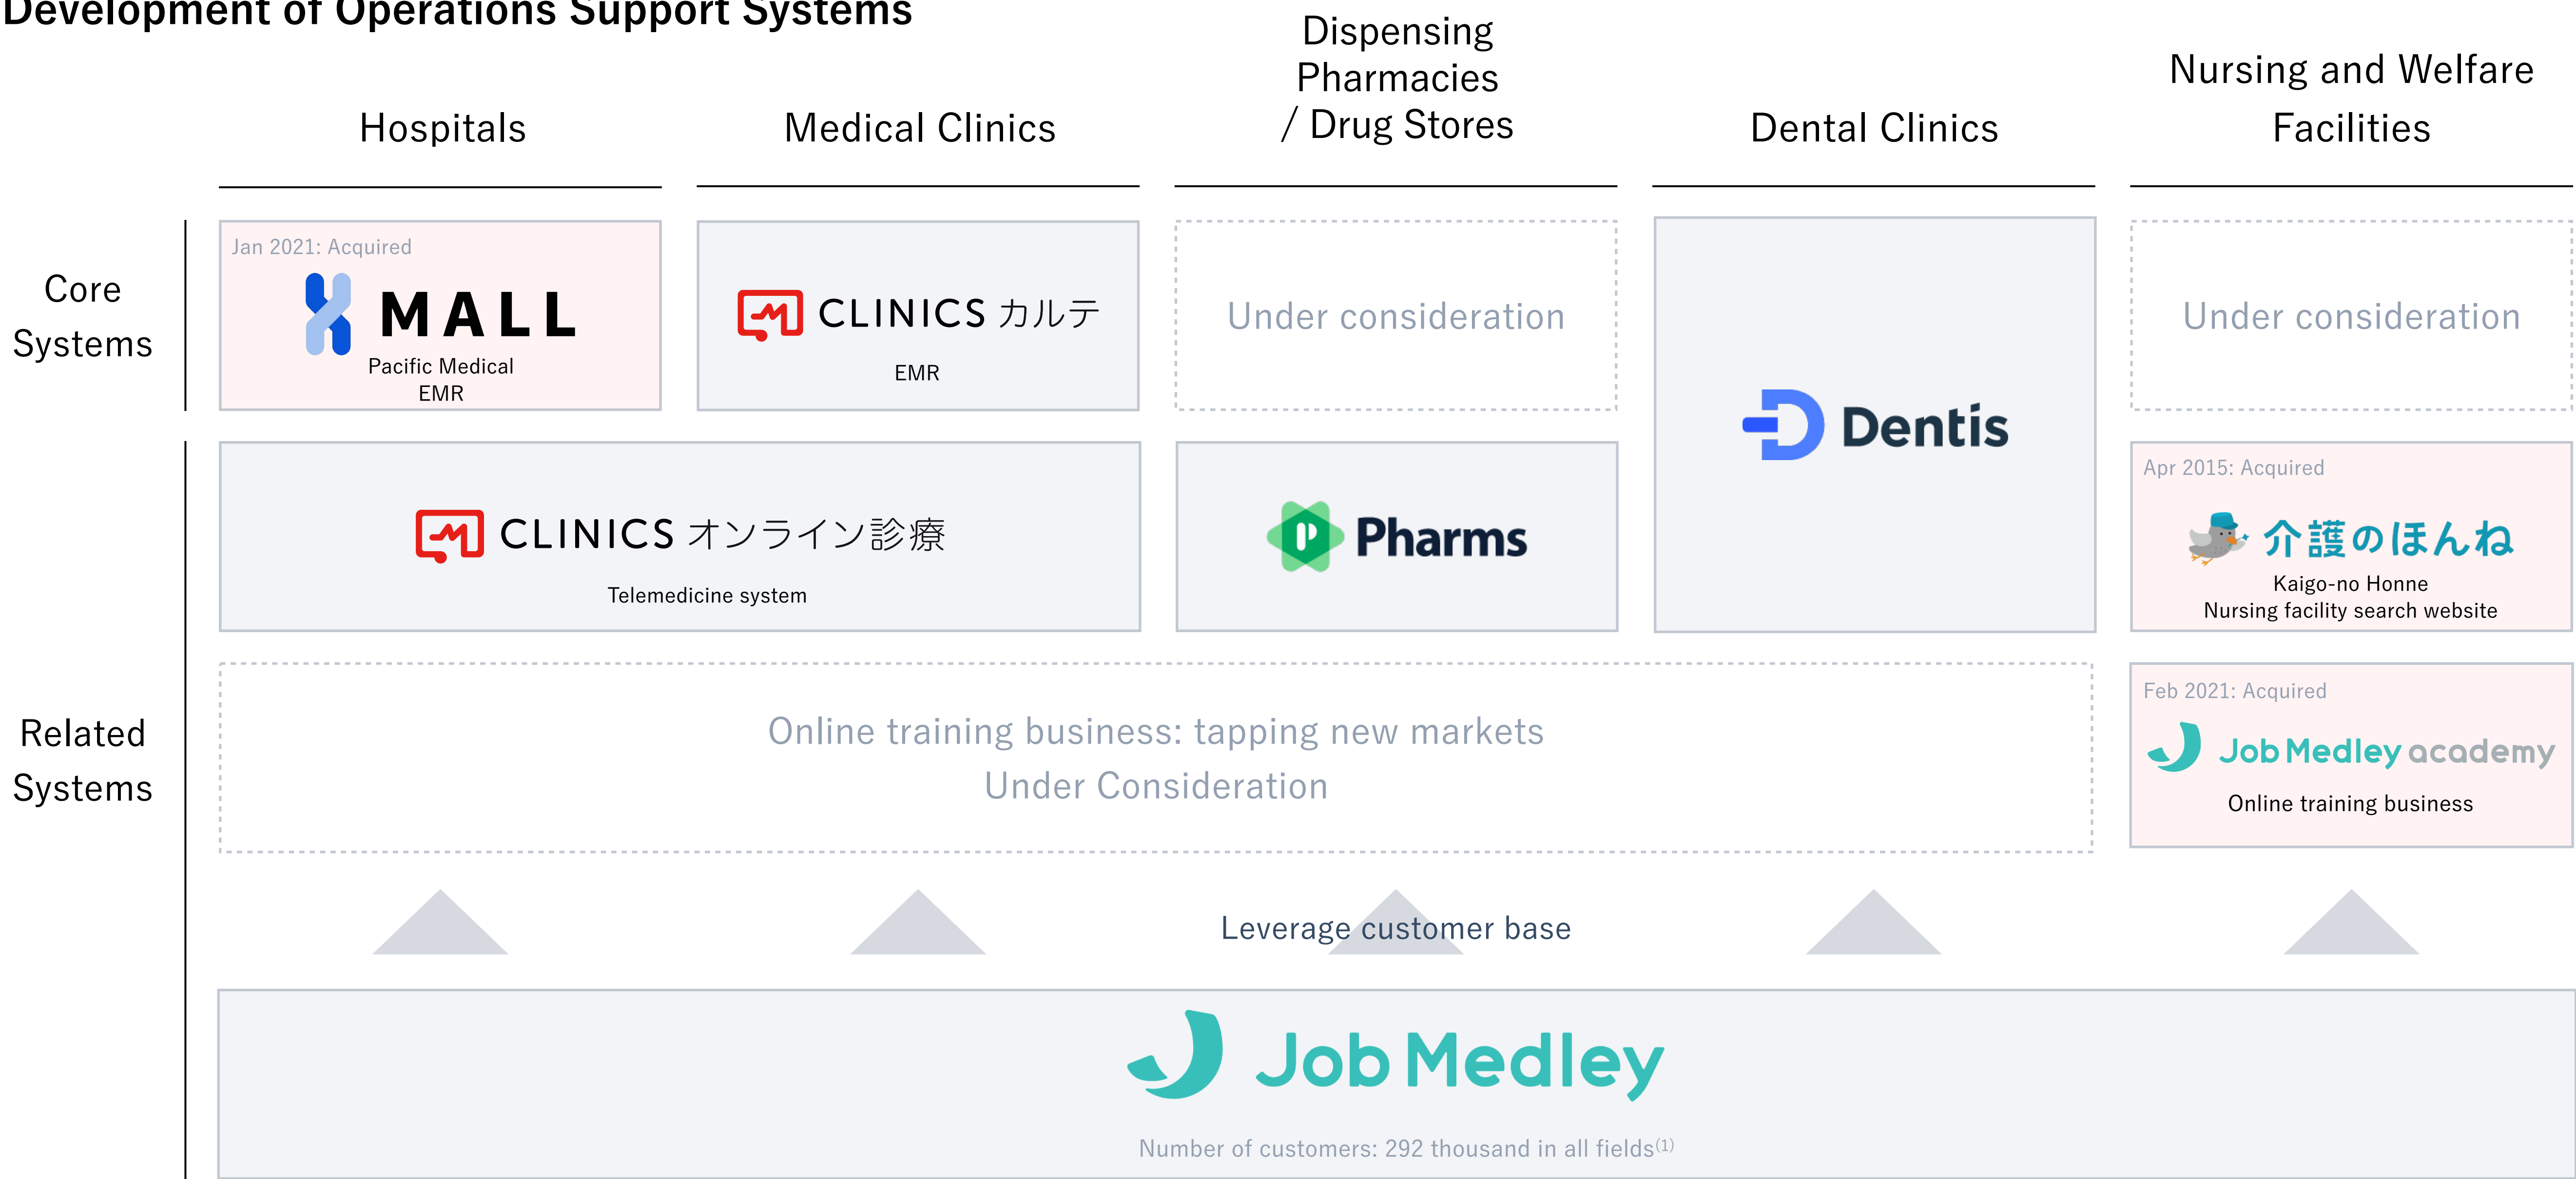 Development of Operations Support Systems
Hospitals
Medical Clinics
Dispensing
Pharmacies
/ Drug Stores
Dental Clinics
Nursing and Welfare
Facilities
Core
Systems
Jan 2021: Acquired
MALL
Pacific Medical
EMR
CLINICS カルテ
EMR
Under consideration
Dentis
Under consideration
Related
Systems
CLINICS オンライン診療
Telemedicine system
Pharms
Apr 2015: Acquired
介護のほんね
Kaigo-no Honne
Nursing facility search website
Online training business: tapping new markets
Under Consideration
Feb 2021: Acquired
Job Medley academy
Online training business
Leverage customer base
Job Medley
Number of customers: 292 thousand in all fields(1)